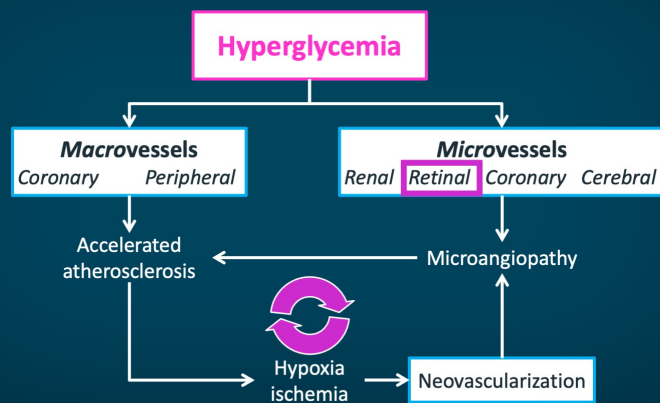 Hyperglycemia
Macrovessels
Coronary Peripheral
Microvessels
Renal Retinal Coronary Cerebral
Accelerated
atherosclerosis
Microangiopathy
Hypoxia
ischemia
Neovascularization